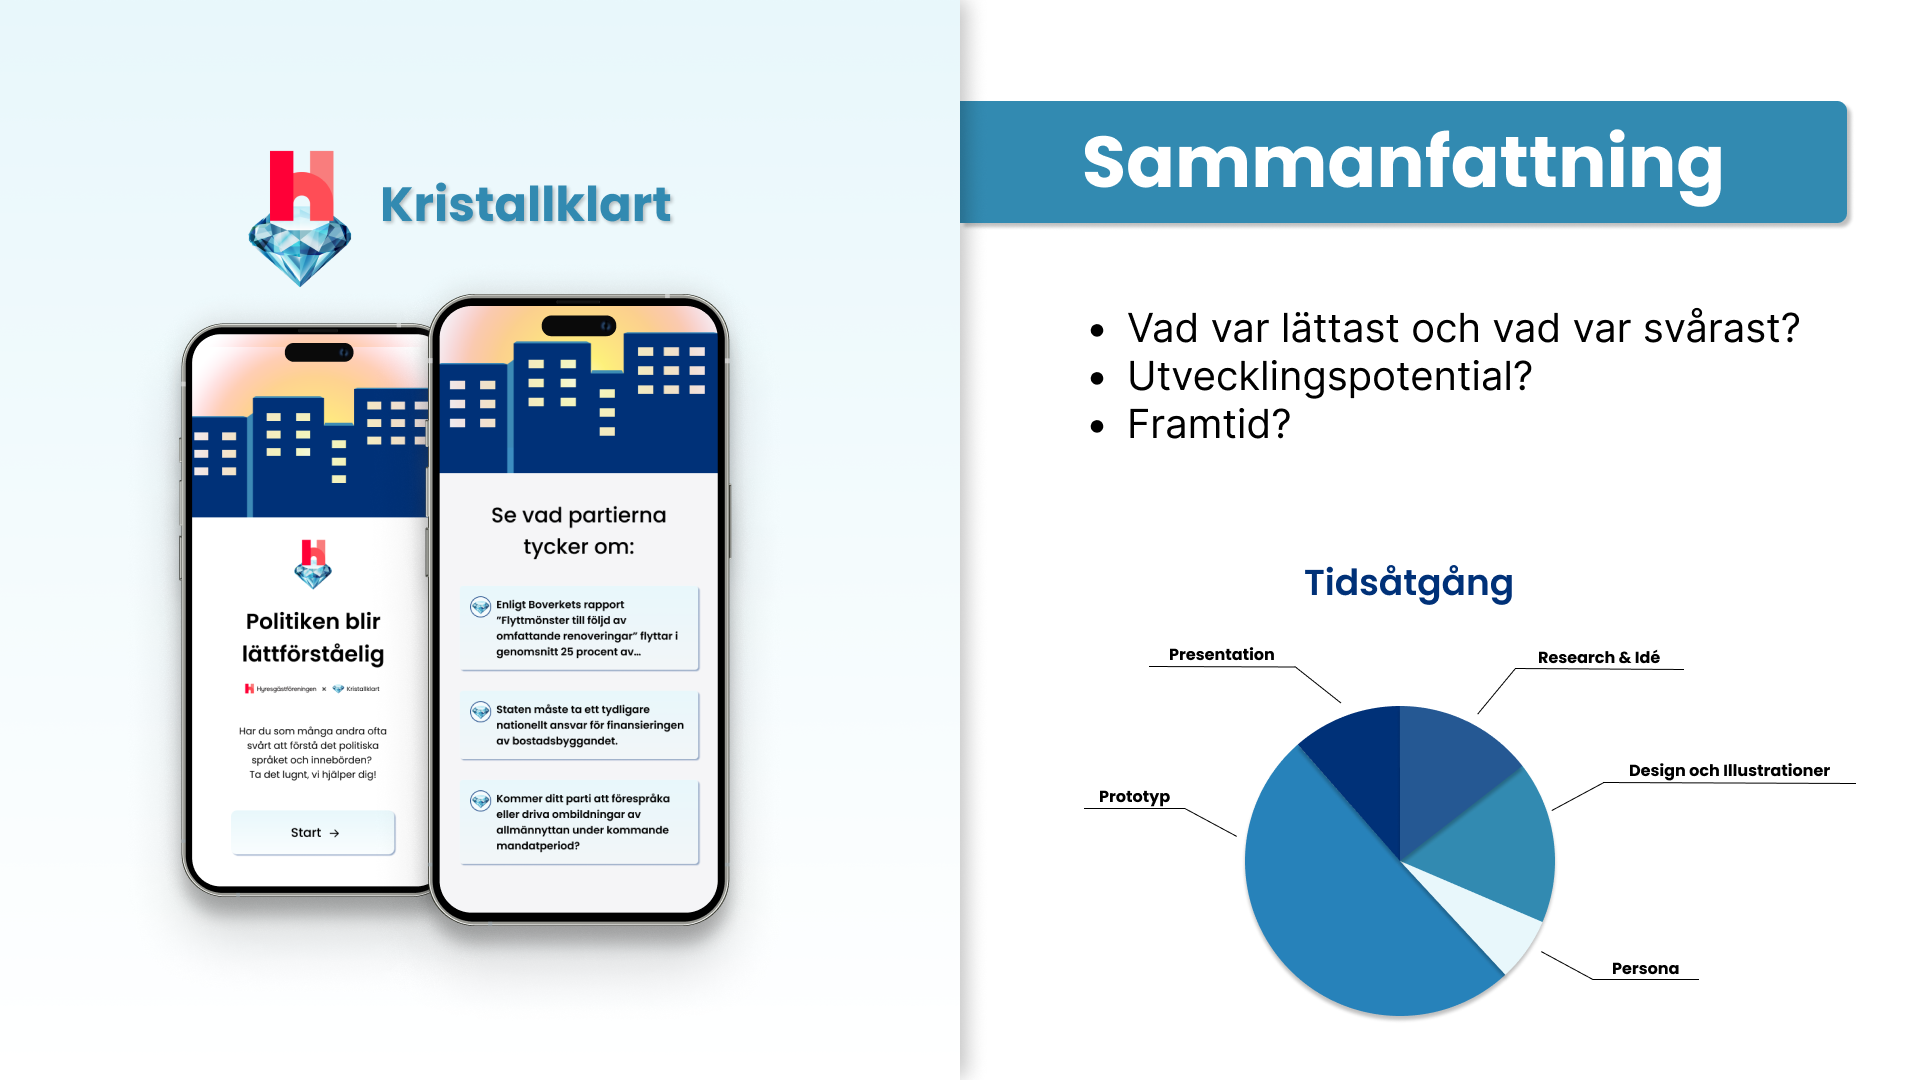 Kristallklart
Politiken blir
lättförståelig
Hyresgästföreningen × Kristallklart
Har du som många andra ofta
svårt att förstå det politiska
språket och innebörden?
Ta det lugnt, vi hjälper dig!
Start →
Se vad partierna
tycker om:
Enligt Boverkets rapport
”Flyttmönster till följd av
omfattande renoveringar” flyttar i
genomsnitt 25 procent av...
Staten måste ta ett tydligare
nationellt ansvar för finansieringen
av bostadsbyggandet.
Kommer ditt parti att förespråka
eller driva ombildningar av
allmännyttan under kommande
mandatperiod?
Sammanfattning
• Vad var lättast och vad var svårast?
• Utvecklingspotential?
• Framtid?
Tidsåtgång
Presentation
Research & Idé
Design och Illustrationer
Prototyp
Persona